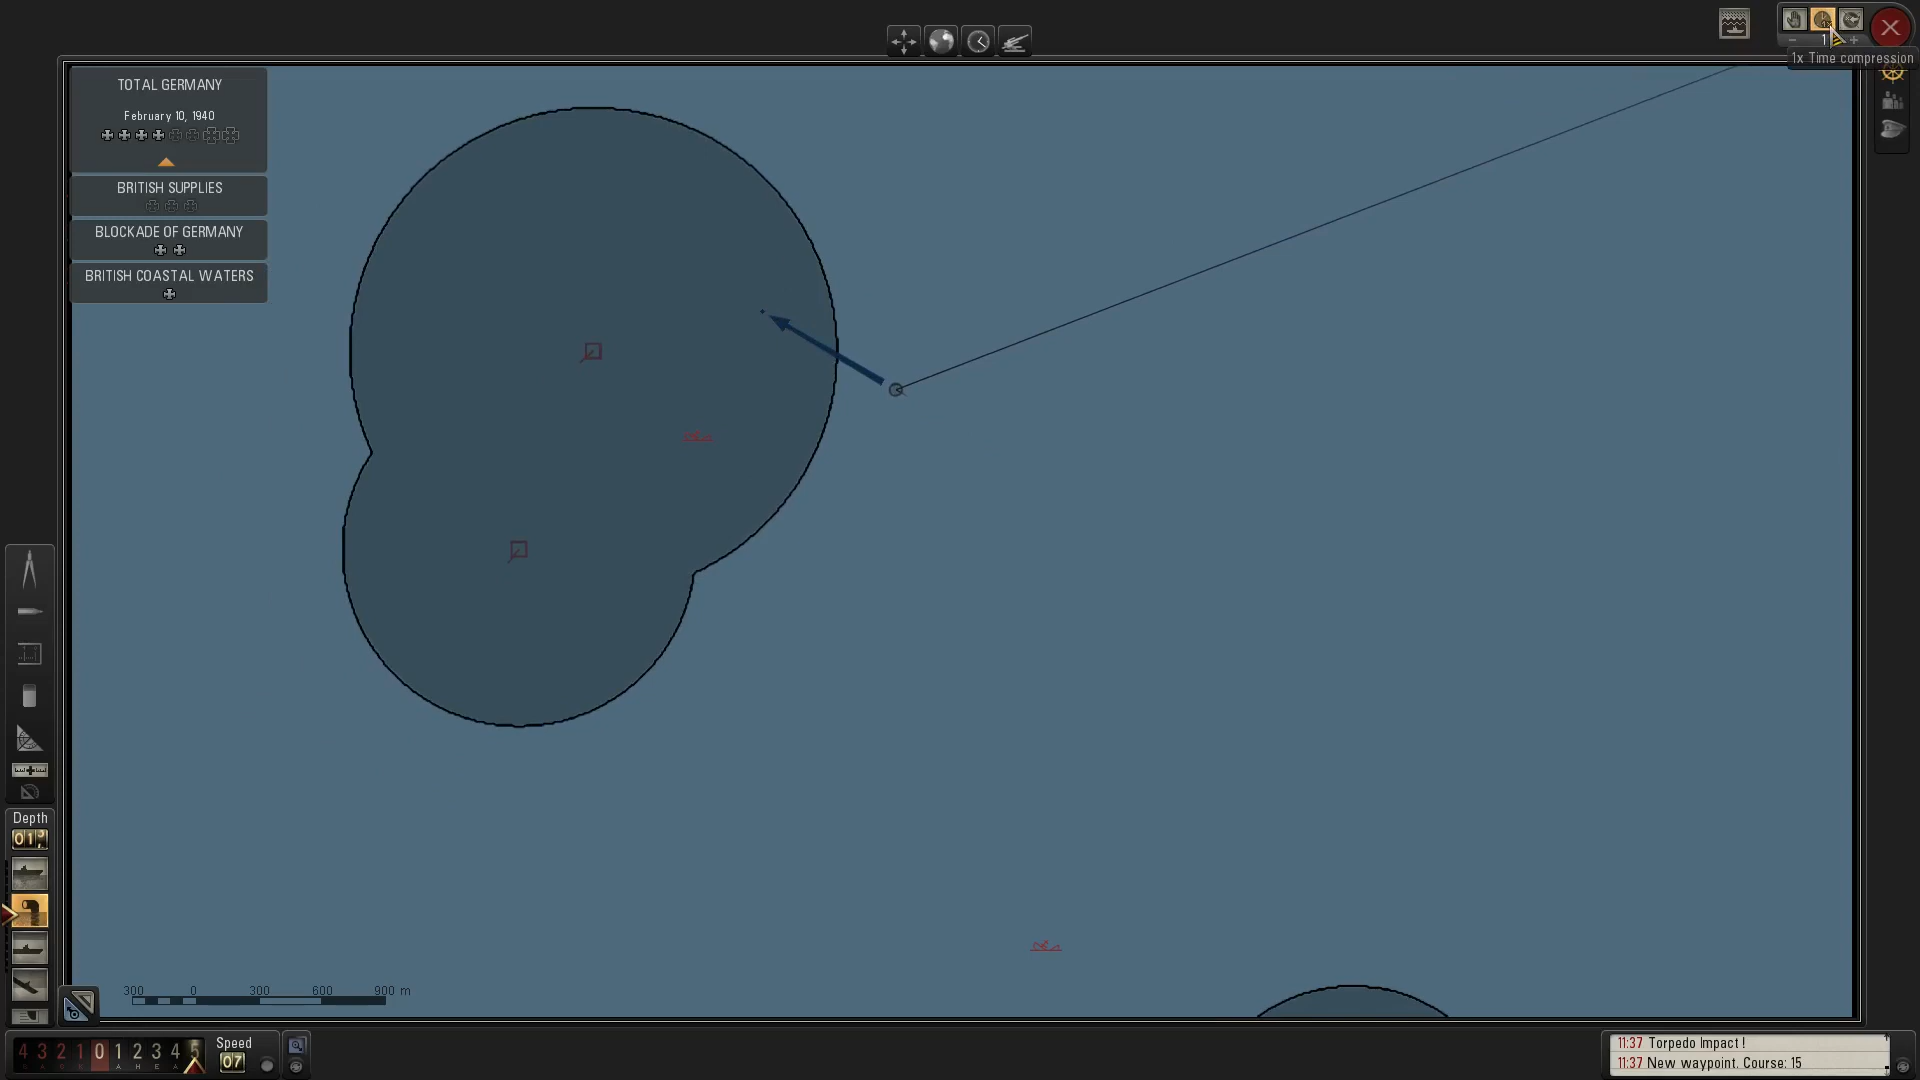 1
1x Time compression
TOTAL GERMANY
February 10, 1940
BRITISH SUPPLIES
BLOCKADE OF GERMANY
BRITISH COASTAL WATERS
Depth
01
300 0 300 600 900 m
4 3 2 1 0 1 2 3 4 5
A H E A
Speed
07
11:37 Torpedo Impact !
11:37 New waypoint. Course: 15